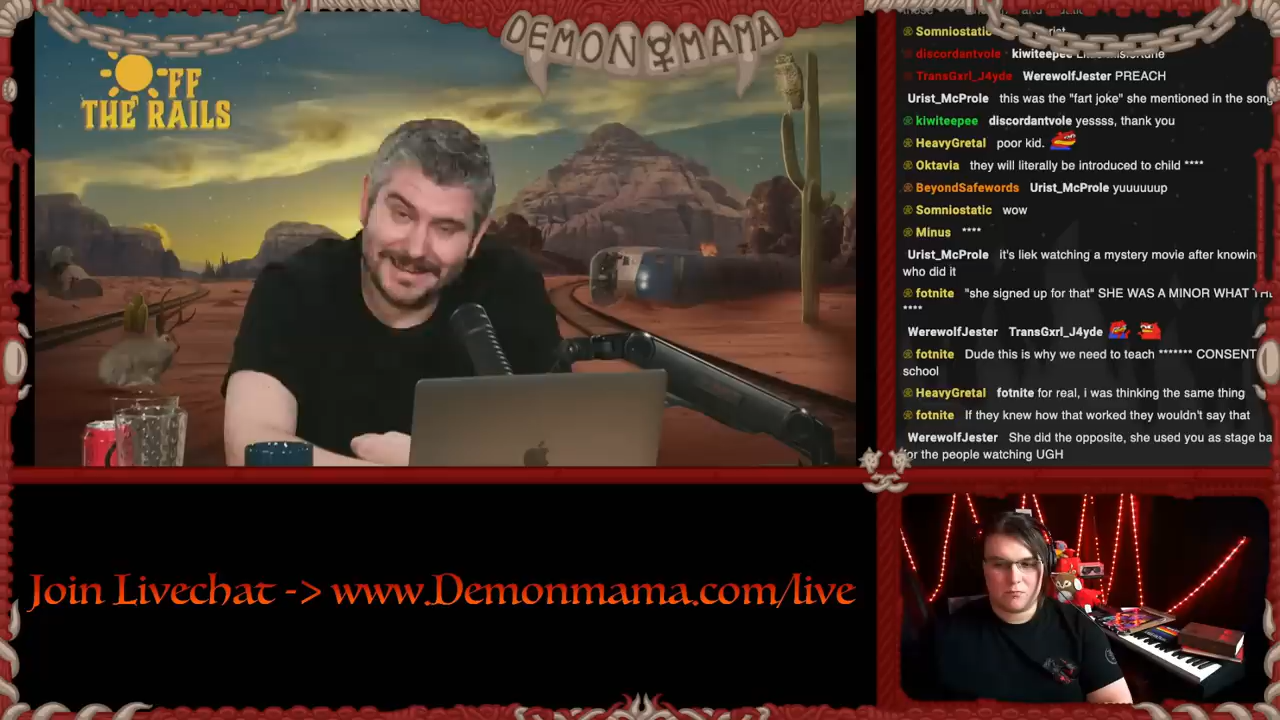 DEMON MAMA
OFF
THE RAILS
Somniostatic
discordantvole kiwiteepee
TransGxrl_J4yde WerewolfJester PREACH
Urist_McProle this was the "fart joke" she mentioned in the song
kiwiteepee discordantvole yessss, thank you
HeavyGretal poor kid.
Oktavia they will literally be introduced to child ****
BeyondSafewords Urist_McProle yuuuuuup
Somniostatic wow
Minus ****
Urist_McProle it's liek watching a mystery movie after knowin
who did it
fotnite "she signed up for that" SHE WAS A MINOR WHAT THE
****
WerewolfJester TransGxrl_J4yde
fotnite Dude this is why we need to teach ******* CONSENT
school
HeavyGretal fotnite for real, i was thinking the same thing
fotnite If they knew how that worked they wouldn't say that
WerewolfJester She did the opposite, she used you as stage ba
for the people watching UGH
Join Livechat -> www.Demonmama.com/live